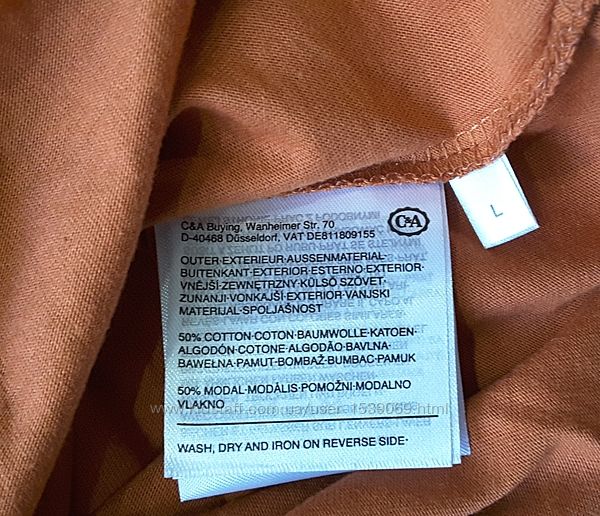 C&A Buying, Wanheimer Str. 70
D-40468 Düsseldorf, VAT DE811809155
C&A
L
OUTER·EXTERIEUR·AUSSENMATERIAL·
BUITENKANT·EXTERIOR·ESTERNO·EXTERIOR·
VNĚJŠÍ·ZEWNĘTRZNY·KÜLSŐ SZÖVET·
ZUNANJI·VONKAJŠÍ·EXTERIOR·VANJSKI
MATERIJAL·SPOLJAŠNOST
50% COTTON·COTON·BAUMWOLLE·KATOEN·
ALGODÓN·COTONE·ALGODÃO·BAVLNA·
BAWEŁNA·PAMUT·BOMBAŽ·BUMBAC·PAMUK
50% MODAL·MODÁLIS·POMOŽNI·MODALNO
VLAKNO
WASH, DRY AND IRON ON REVERSE SIDE·